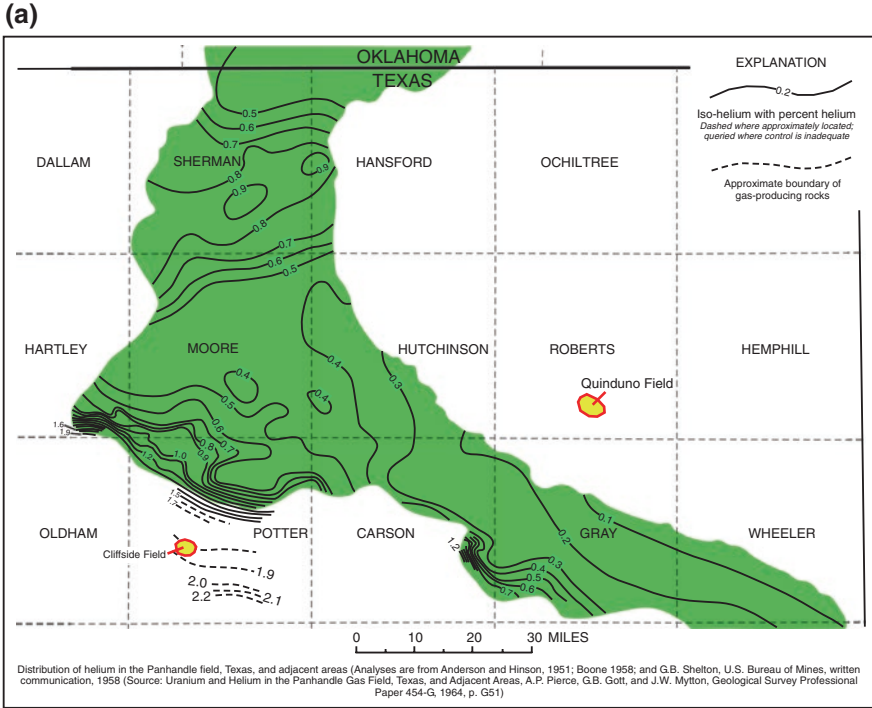 (a)
OKLAHOMA
TEXAS
EXPLANATION
0.2
Iso-helium with percent helium
Dashed where approximately located;
queried where control is inadequate
Approximate boundary of
gas-producing rocks
0.5
0.6
0.7
DALLAM
SHERMAN
HANSFORD
OCHILTREE
0.9
0.8
0.9
0.8
0.7
0.6
0.5
HARTLEY
MOORE
HUTCHINSON
ROBERTS
HEMPHILL
0.4
0.3
Quinduno Field
0.4
0.4
0.5
0.6
1.6
1.9
0.8
0.7
0.9
1.0
1.2
1.5
1.7
0.1
OLDHAM
POTTER
CARSON
GRAY
WHEELER
0.2
1.2
Cliffside Field
0.3
0.4
0.5
0.6
0.7
1.9
2.0
2.2
2.1
0 10 20 30 MILES
Distribution of helium in the Panhandle field, Texas, and adjacent areas (Analyses are from Anderson and Hinson, 1951; Boone 1958; and G.B. Shelton, U.S. Bureau of Mines, written
communication, 1958 (Source: Uranium and Helium in the Panhandle Gas Field, Texas, and Adjacent Areas, A.P. Pierce, G.B. Gott, and J.W. Mytton, Geological Survey Professional
Paper 454-G, 1964, p. G51)